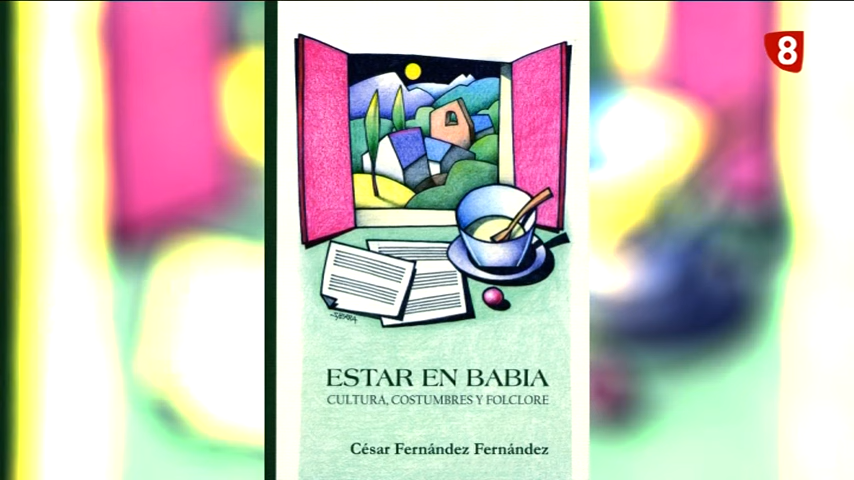 8
ESTAR EN BABIA
CULTURA, COSTUMBRES Y FOLCLORE
César Fernández Fernández